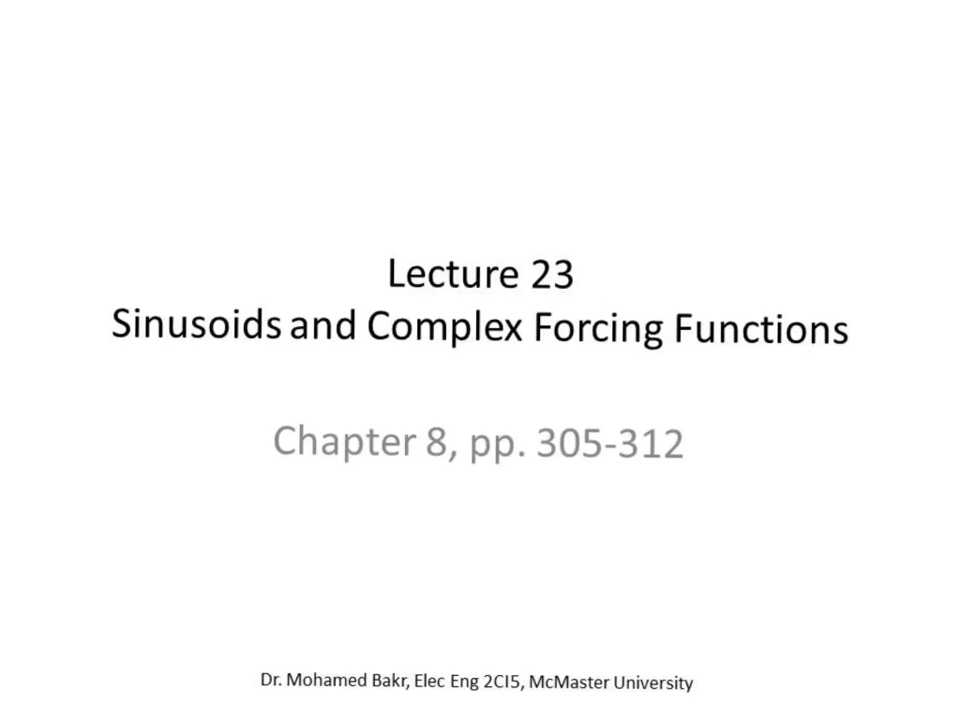 Lecture 23
Sinusoids and Complex Forcing Functions
Chapter 8, pp. 305-312
Dr. Mohamed Bakr, Elec Eng 2CI5, McMaster University